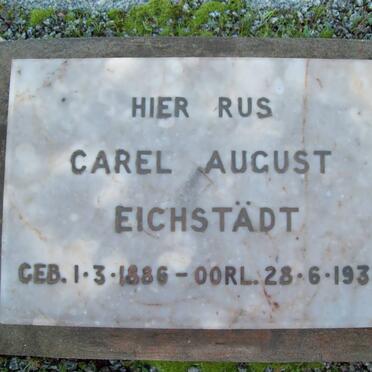 HIER RUS
CAREL AUGUST
EICHSTÄDT
GEB. 1·3·1886 – OORL. 28·6·193